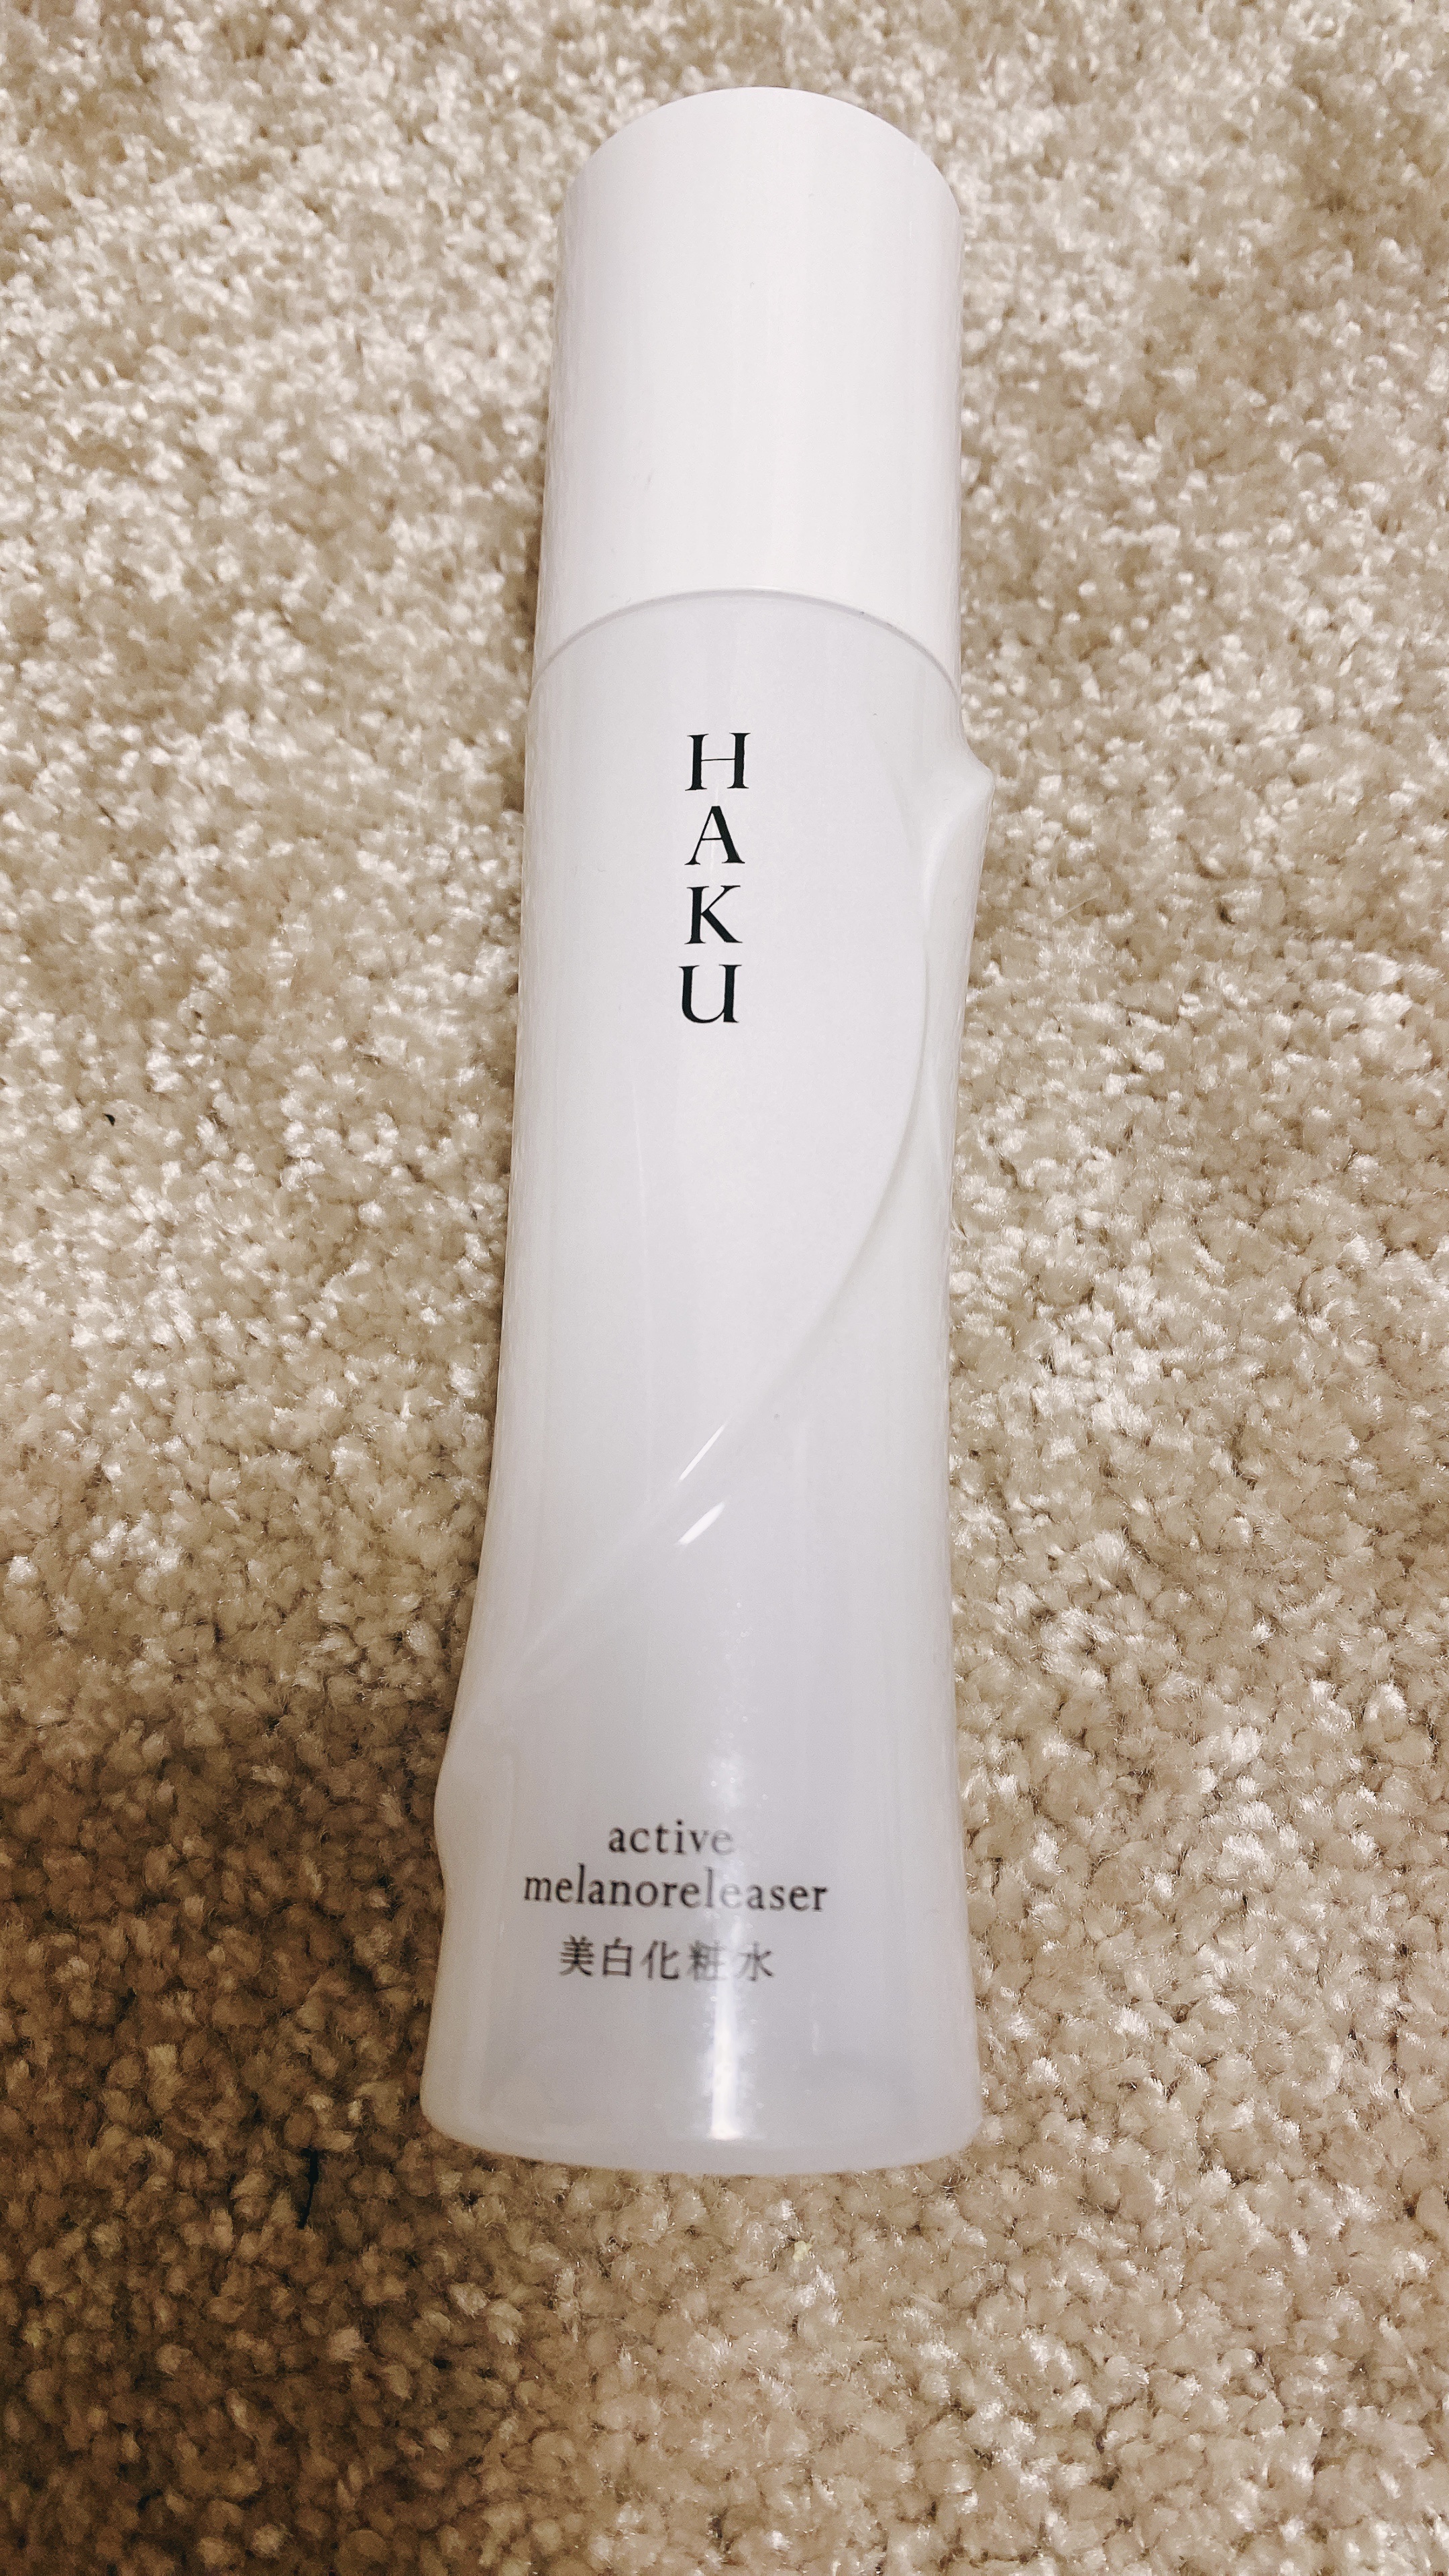 HAKU
active
melanoreleaser
美白化粧水